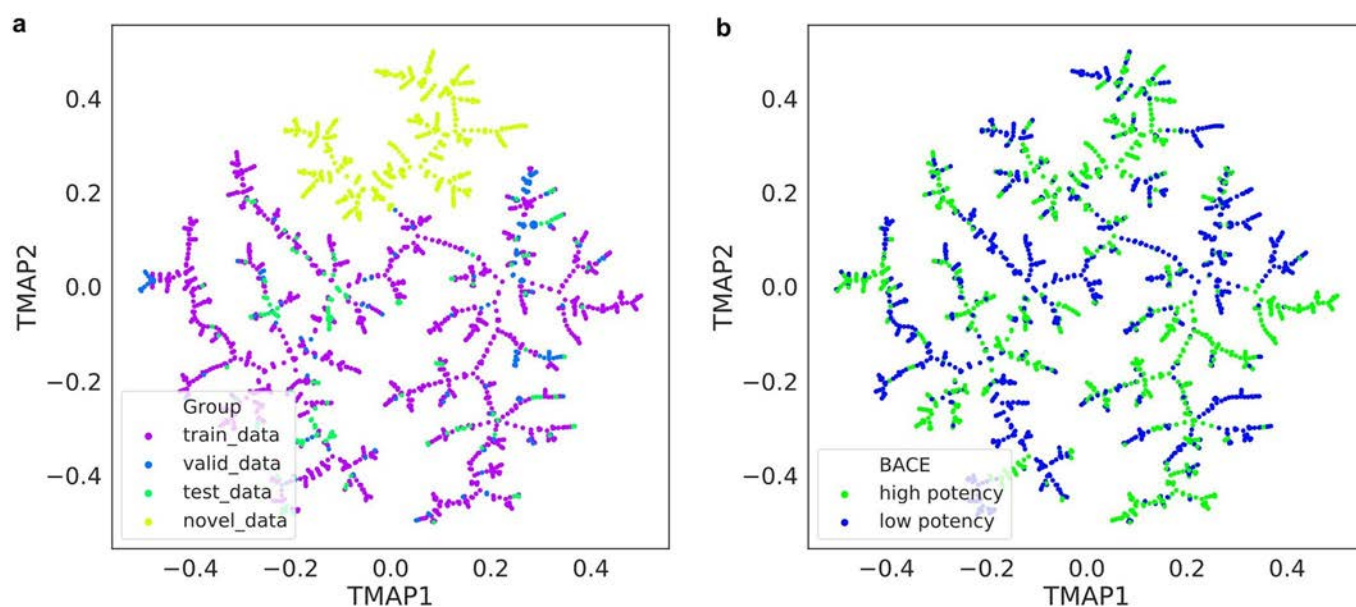 a
b
0.4
0.2
0.0
−0.2
−0.4
TMAP2
Group
train_data
valid_data
test_data
novel_data
−0.4
−0.2
0.0
0.2
0.4
TMAP1
0.4
0.2
0.0
−0.2
−0.4
TMAP2
BACE
high potency
low potency
−0.4
−0.2
0.0
0.2
0.4
TMAP1